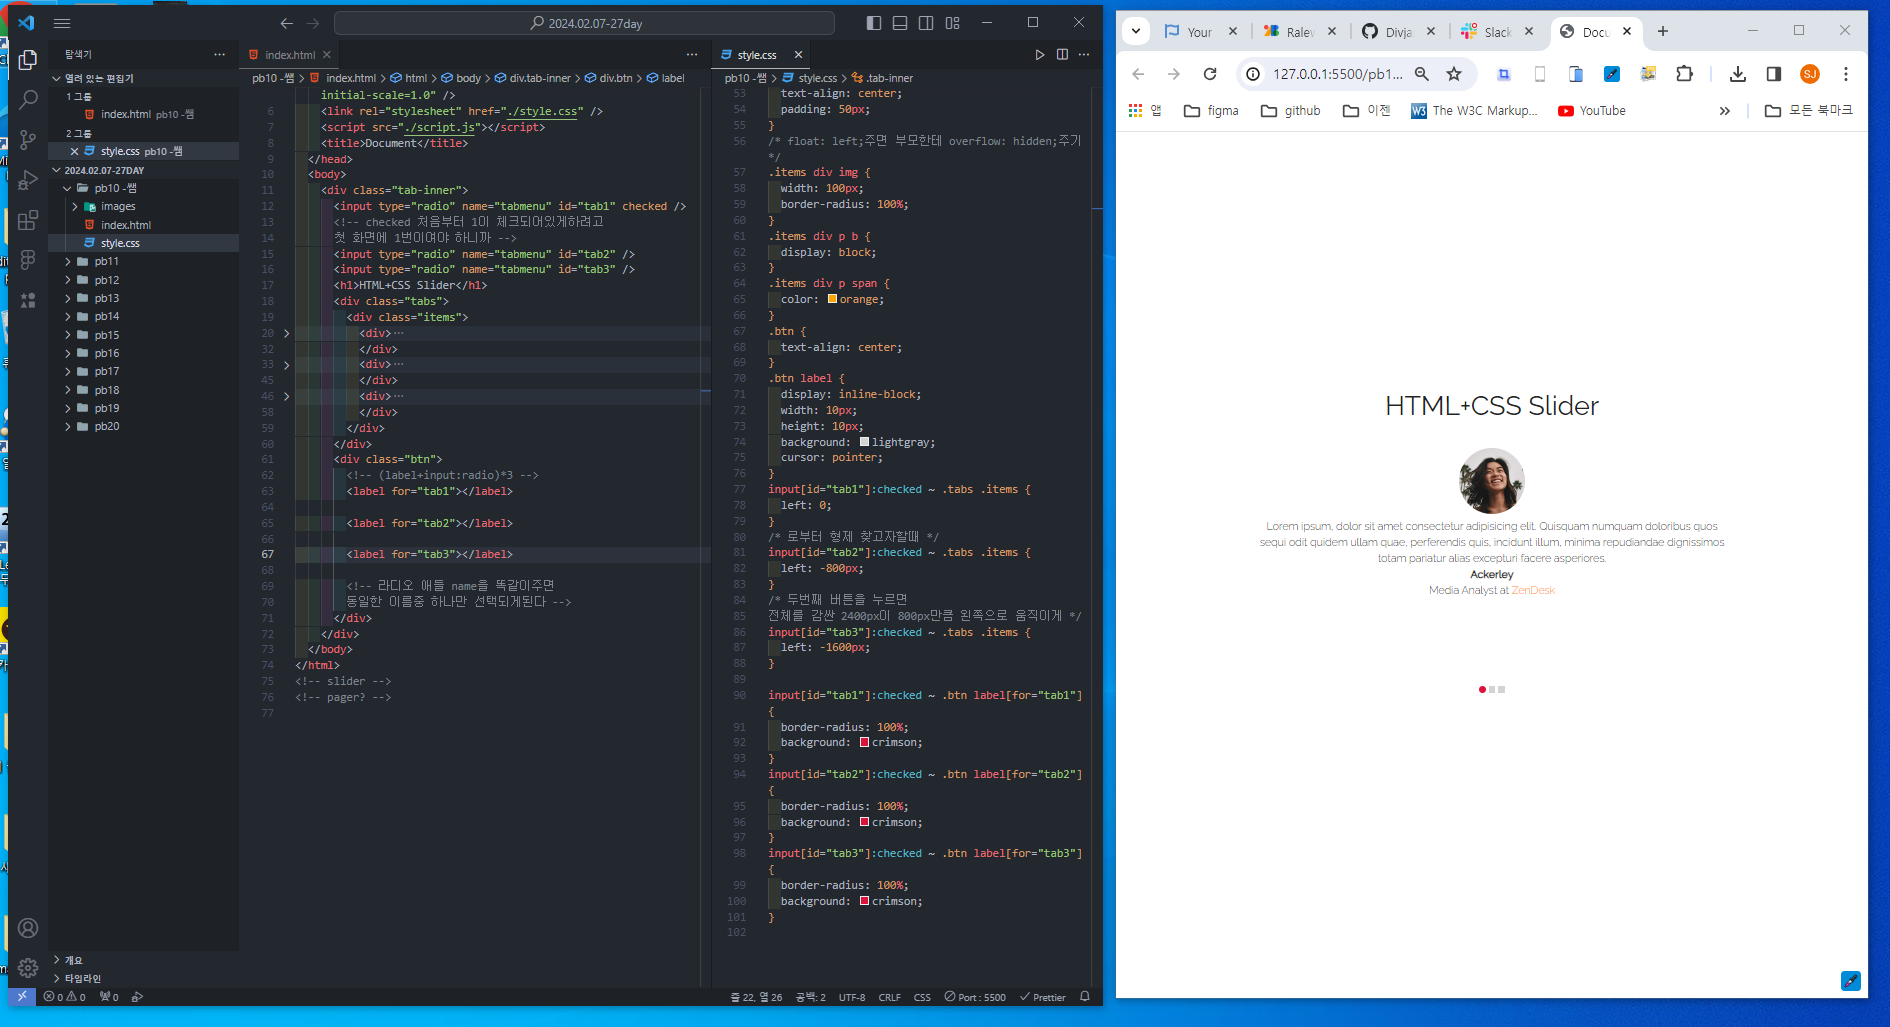 2024.02.07-27day
탐색기
열려 있는 편집기
1 그룹
index.html pb10 -쌤
2 그룹
style.css pb10 -쌤
2024.02.07-27DAY
pb10 -쌤
images
index.html
style.css
pb11
pb12
pb13
pb14
pb15
pb16
pb17
pb18
pb19
pb20
개요
타임라인
index.html
pb10 -쌤 > index.html > html > body > div.tab-inner > div.btn > label
initial-scale=1.0" />
6 <link rel="stylesheet" href="./style.css" />
7 <script src="./script.js"></script>
8 <title>Document</title>
9 </head>
10 <body>
11 <div class="tab-inner">
12 <input type="radio" name="tabmenu" id="tab1" checked />
13 <!-- checked 처음부터 1이 체크되어있게하려고
14 첫 화면에 1번이여야 하니까 -->
15 <input type="radio" name="tabmenu" id="tab2" />
16 <input type="radio" name="tabmenu" id="tab3" />
17 <h1>HTML+CSS Slider</h1>
18 <div class="tabs">
19 <div class="items">
20 <div>···
32 </div>
33 <div>···
45 </div>
46 <div>···
58 </div>
59 </div>
60 </div>
61 <div class="btn">
62 <!-- (label+input:radio)*3 -->
63 <label for="tab1"></label>
64
65 <label for="tab2"></label>
66
67 <label for="tab3"></label>
68
69 <!-- 라디오 애들 name을 똑같이주면
70 동일한 이름중 하나만 선택되게된다 -->
71 </div>
72 </div>
73 </body>
74 </html>
75 <!-- slider -->
76 <!-- pager? -->
77
style.css
pb10 -쌤 > style.css > .tab-inner
53 text-align: center;
54 padding: 50px;
55 }
56 /* float: left;주면 부모한테 overflow: hidden;주기
*/
57 .items div img {
58 width: 100px;
59 border-radius: 100%;
60 }
61 .items div p b {
62 display: block;
63 }
64 .items div p span {
65 color: orange;
66 }
67 .btn {
68 text-align: center;
69 }
70 .btn label {
71 display: inline-block;
72 width: 10px;
73 height: 10px;
74 background: lightgray;
75 cursor: pointer;
76 }
77 input[id="tab1"]:checked ~ .tabs .items {
78 left: 0;
79 }
80 /* 로부터 형제 찾고자할때 */
81 input[id="tab2"]:checked ~ .tabs .items {
82 left: -800px;
83 }
84 /* 두번째 버튼을 누르면
85 전체를 감싼 2400px이 800px만큼 왼쪽으로 움직이게 */
86 input[id="tab3"]:checked ~ .tabs .items {
87 left: -1600px;
88 }
89
90 input[id="tab1"]:checked ~ .btn label[for="tab1"]
{
91 border-radius: 100%;
92 background: crimson;
93 }
94 input[id="tab2"]:checked ~ .btn label[for="tab2"]
{
95 border-radius: 100%;
96 background: crimson;
97 }
98 input[id="tab3"]:checked ~ .btn label[for="tab3"]
{
99 border-radius: 100%;
100 background: crimson;
101 }
102
0 0 0
줄 22, 열 26 공백: 2 UTF-8 CRLF CSS Port : 5500 Prettier
Your
Ralew
Divja
Slack
Docu
127.0.0.1:5500/pb1...
SJ
앱 figma github 이젠 W3 The W3C Markup... YouTube » 모든 북마크
HTML+CSS Slider
Lorem ipsum, dolor sit amet consectetur adipisicing elit. Quisquam numquam doloribus quos
sequi odit quidem ullam quae, perferendis quis, incidunt illum, minima repudiandae dignissimos
totam pariatur alias excepturi facere asperiores.
Ackerley
Media Analyst at ZenDesk